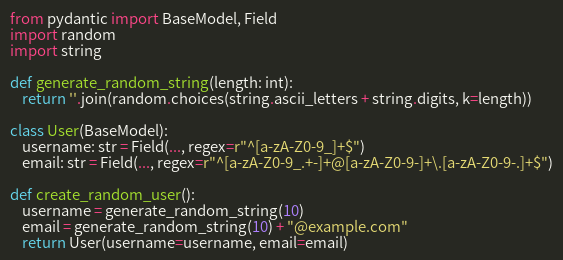 from pydantic import BaseModel, Field
import random
import string

def generate_random_string(length: int):
    return ''.join(random.choices(string.ascii_letters + string.digits, k=length))

class User(BaseModel):
    username: str = Field(..., regex=r"^[a-zA-Z0-9_]+$")
    email: str = Field(..., regex=r"^[a-zA-Z0-9_.+-]+@[a-zA-Z0-9-]+\.[a-zA-Z0-9-.]+$")

def create_random_user():
    username = generate_random_string(10)
    email = generate_random_string(10) + "@example.com"
    return User(username=username, email=email)